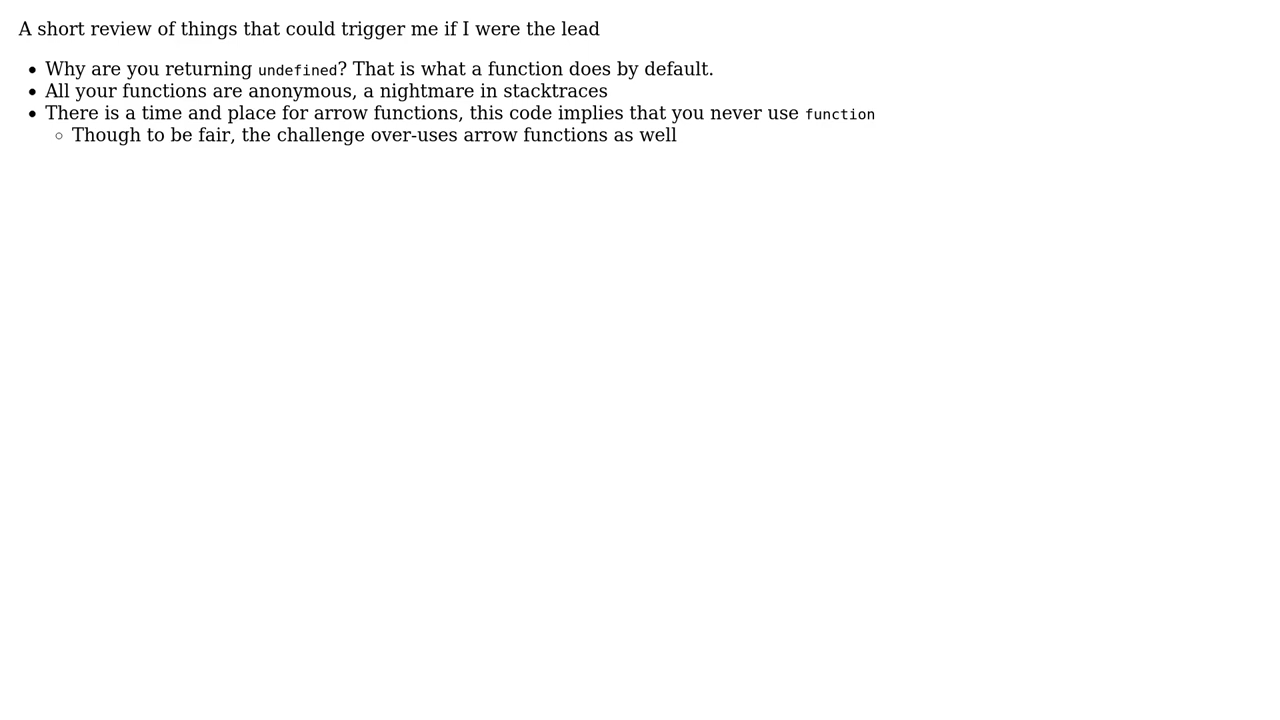 A short review of things that could trigger me if I were the lead
Why are you returning undefined? That is what a function does by default.
All your functions are anonymous, a nightmare in stacktraces
There is a time and place for arrow functions, this code implies that you never use function
Though to be fair, the challenge over-uses arrow functions as well